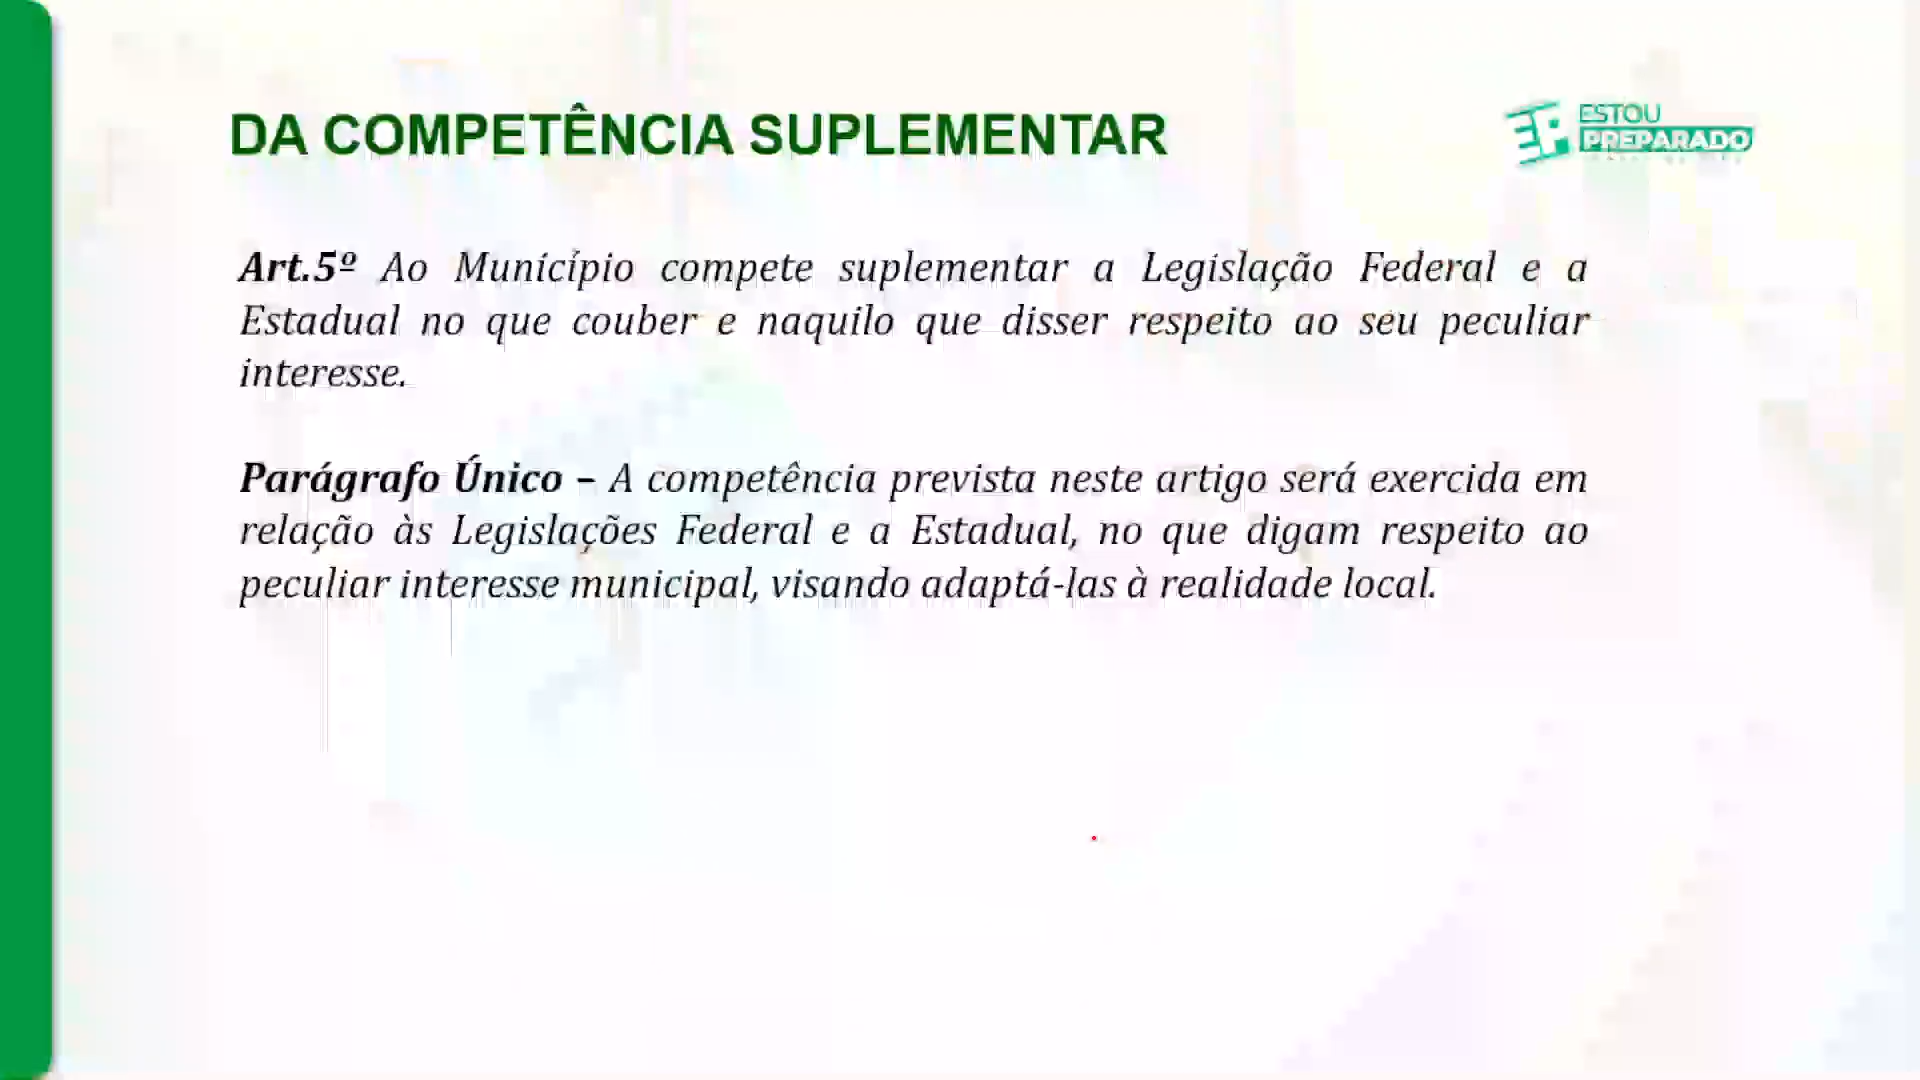 DA COMPETÊNCIA SUPLEMENTAR
ESTOU
PREPARADO
Art.5º Ao Município compete suplementar a Legislação Federal e a
Estadual no que couber e naquilo que disser respeito ao seu peculiar
interesse.
Parágrafo Único – A competência prevista neste artigo será exercida em
relação às Legislações Federal e a Estadual, no que digam respeito ao
peculiar interesse municipal, visando adaptá-las à realidade local.